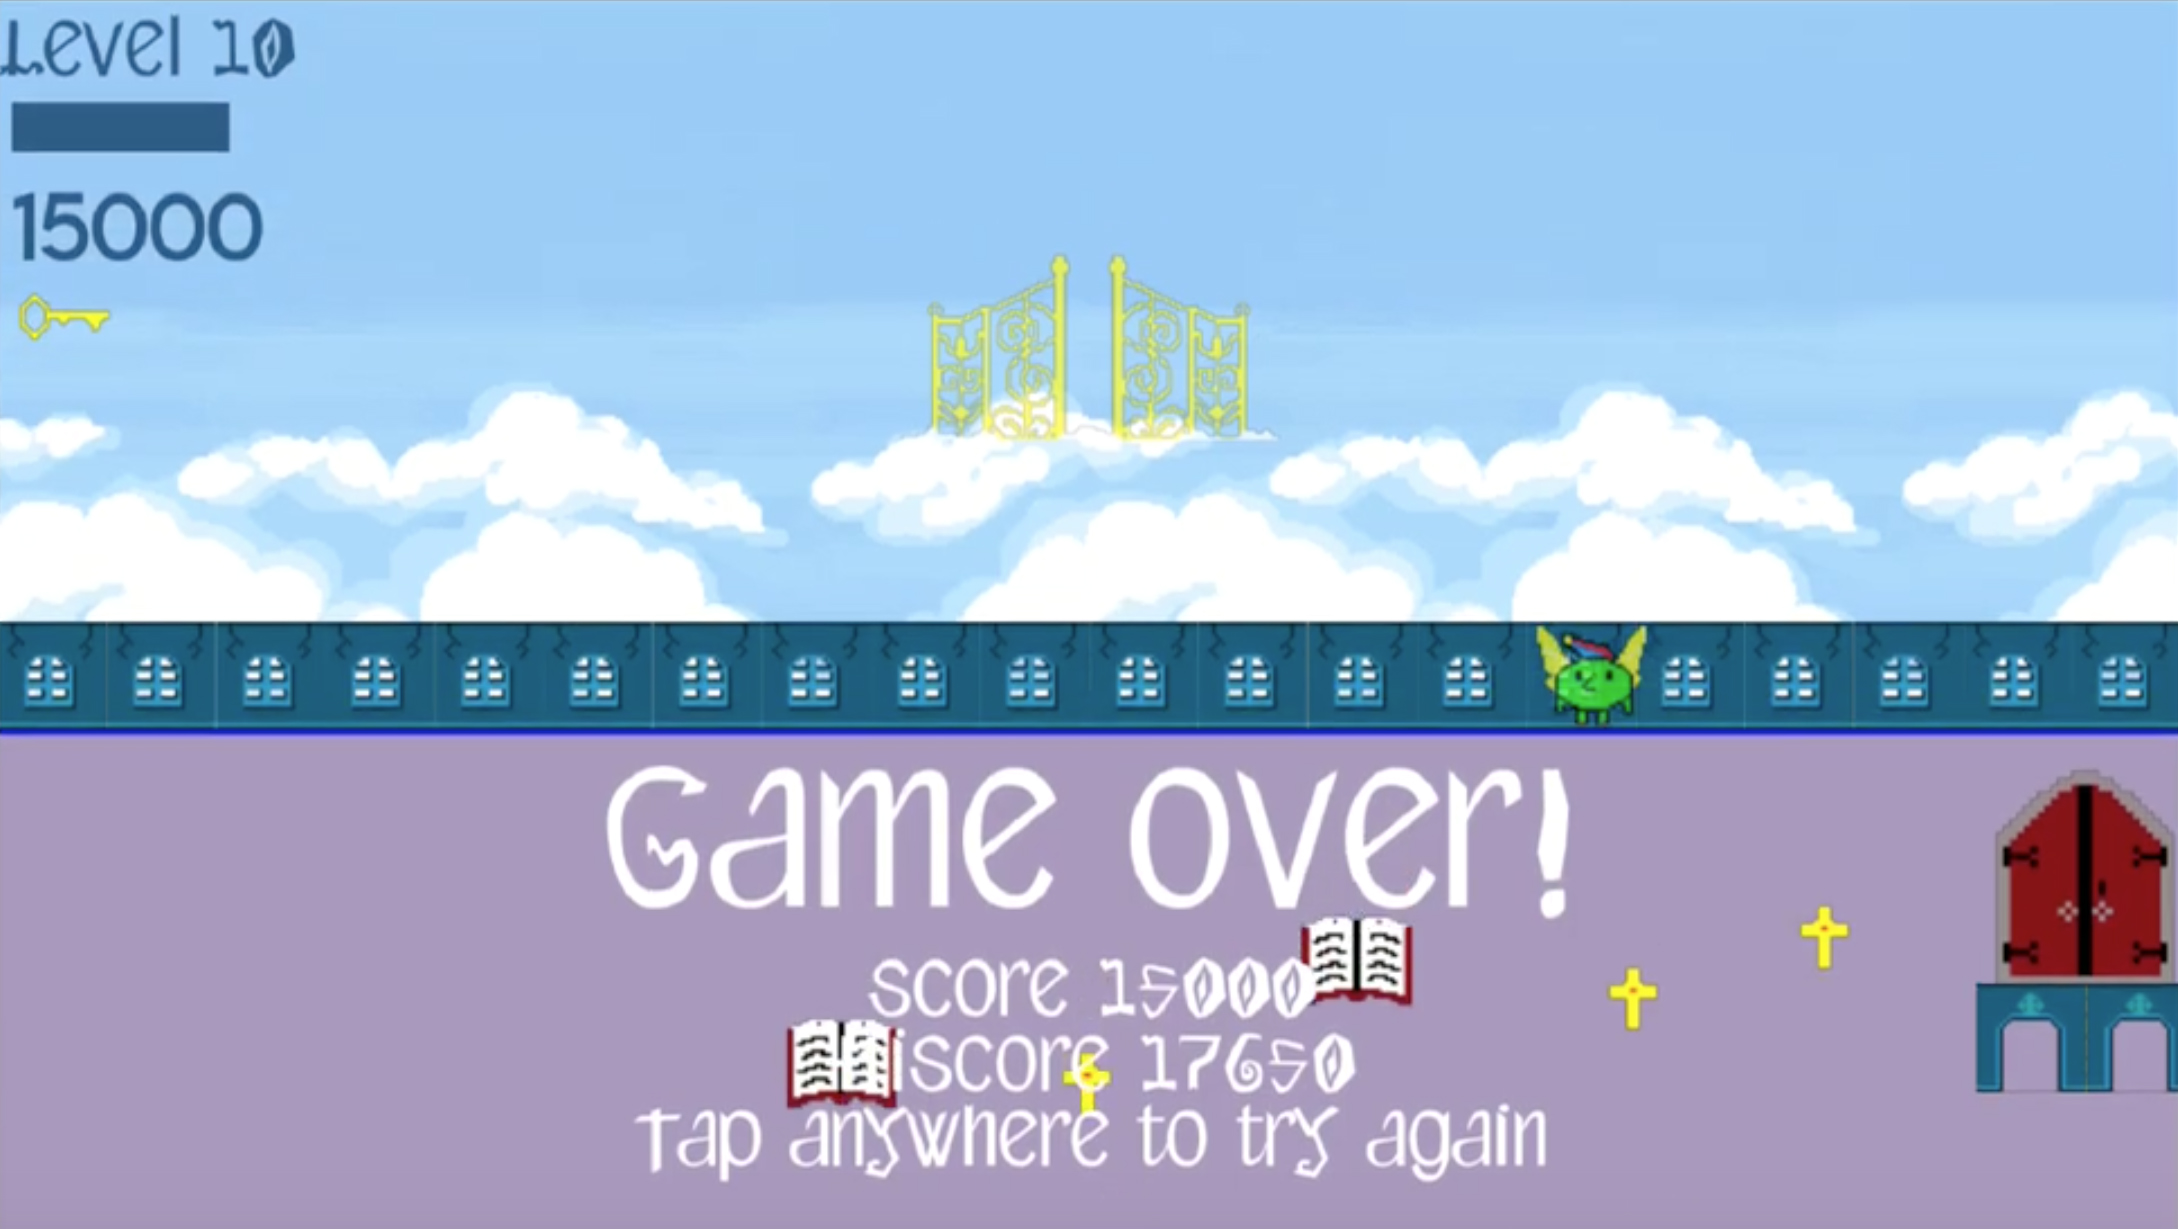 Level 10
15000
Game over!
score 15000
iscore 17650
Tap anywhere to try again